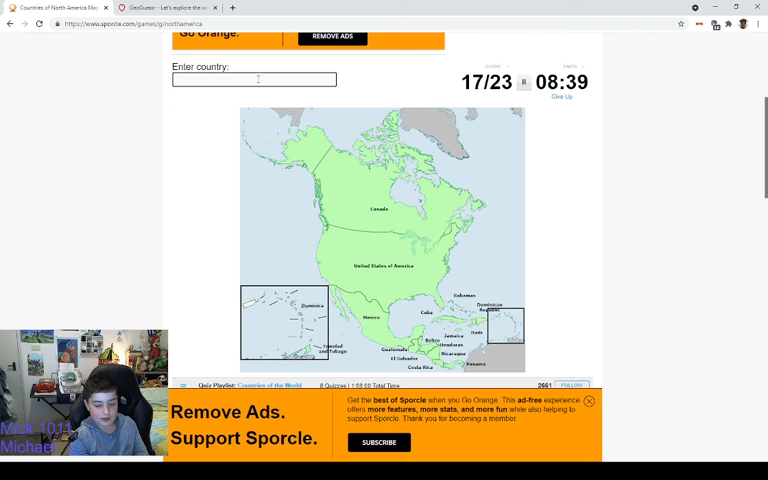 Countries of North America Ma
GeoGuessr - Let's explore the w
https://www.sporcle.com/games/g/northamerica
Go Orange.
REMOVE ADS
Enter country:
SCORE
TIMER
17/23
08:39
Give Up
Canada
United States of America
Bahamas
Dominica
Dominican
Republic
Cuba
Mexico
Haiti
Jamaica
Belize
Honduras
Trinidad
and Tobago
Guatemala
Nicaragua
El Salvador
Panama
Costa Rica
Quiz Playlist: Countries of the World
8 Quizzes | 1:08:00 Total Time
2661
FOLLOW
Remove Ads.
Support Sporcle.
Get the best of Sporcle when you Go Orange. This ad-free experience
offers more features, more stats, and more fun while also helping to
support Sporcle. Thank you for becoming a member.
SUBSCRIBE
Mick 1011
Michael